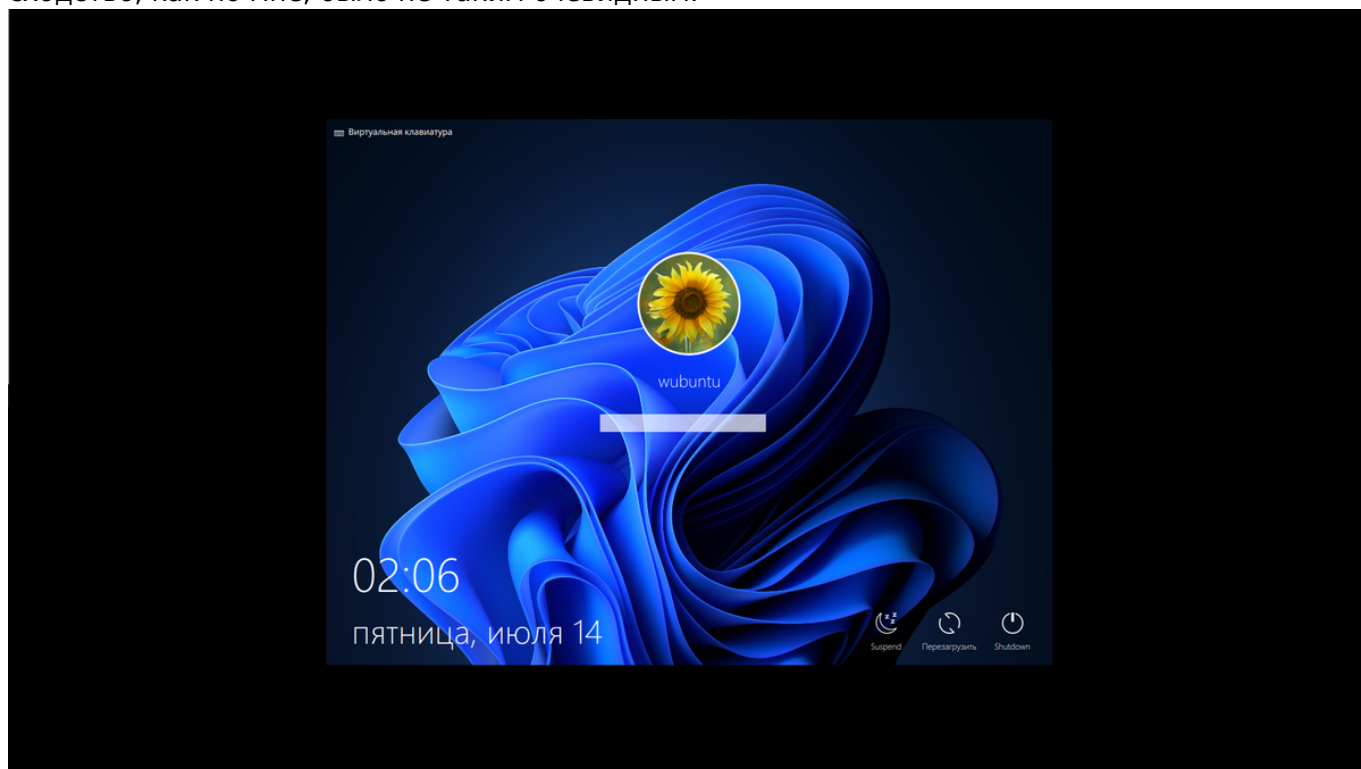 Виртуальная клавиатура
wubuntu
02:06
пятница, июля 14
Suspend
Перезагрузить
Shutdown